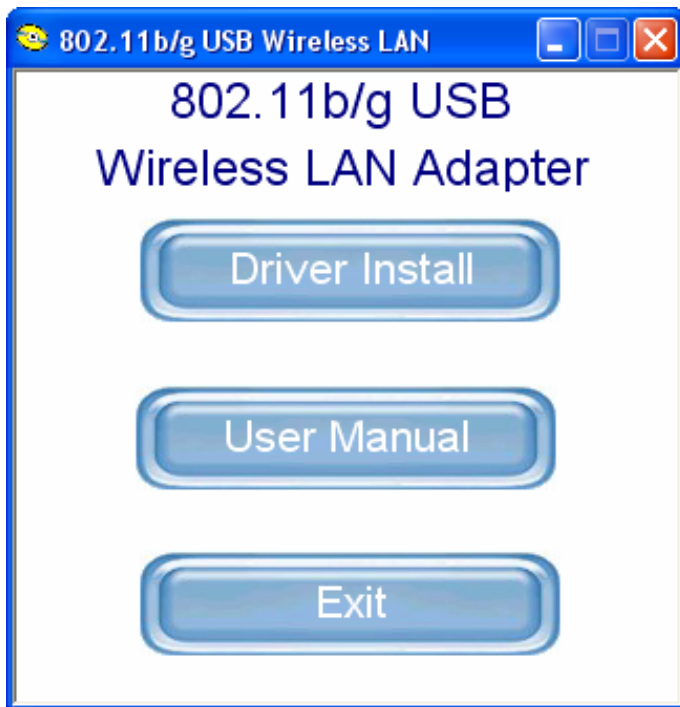 802.11b/g USB Wireless LAN
802.11b/g USB
Wireless LAN Adapter
Driver Install
User Manual
Exit